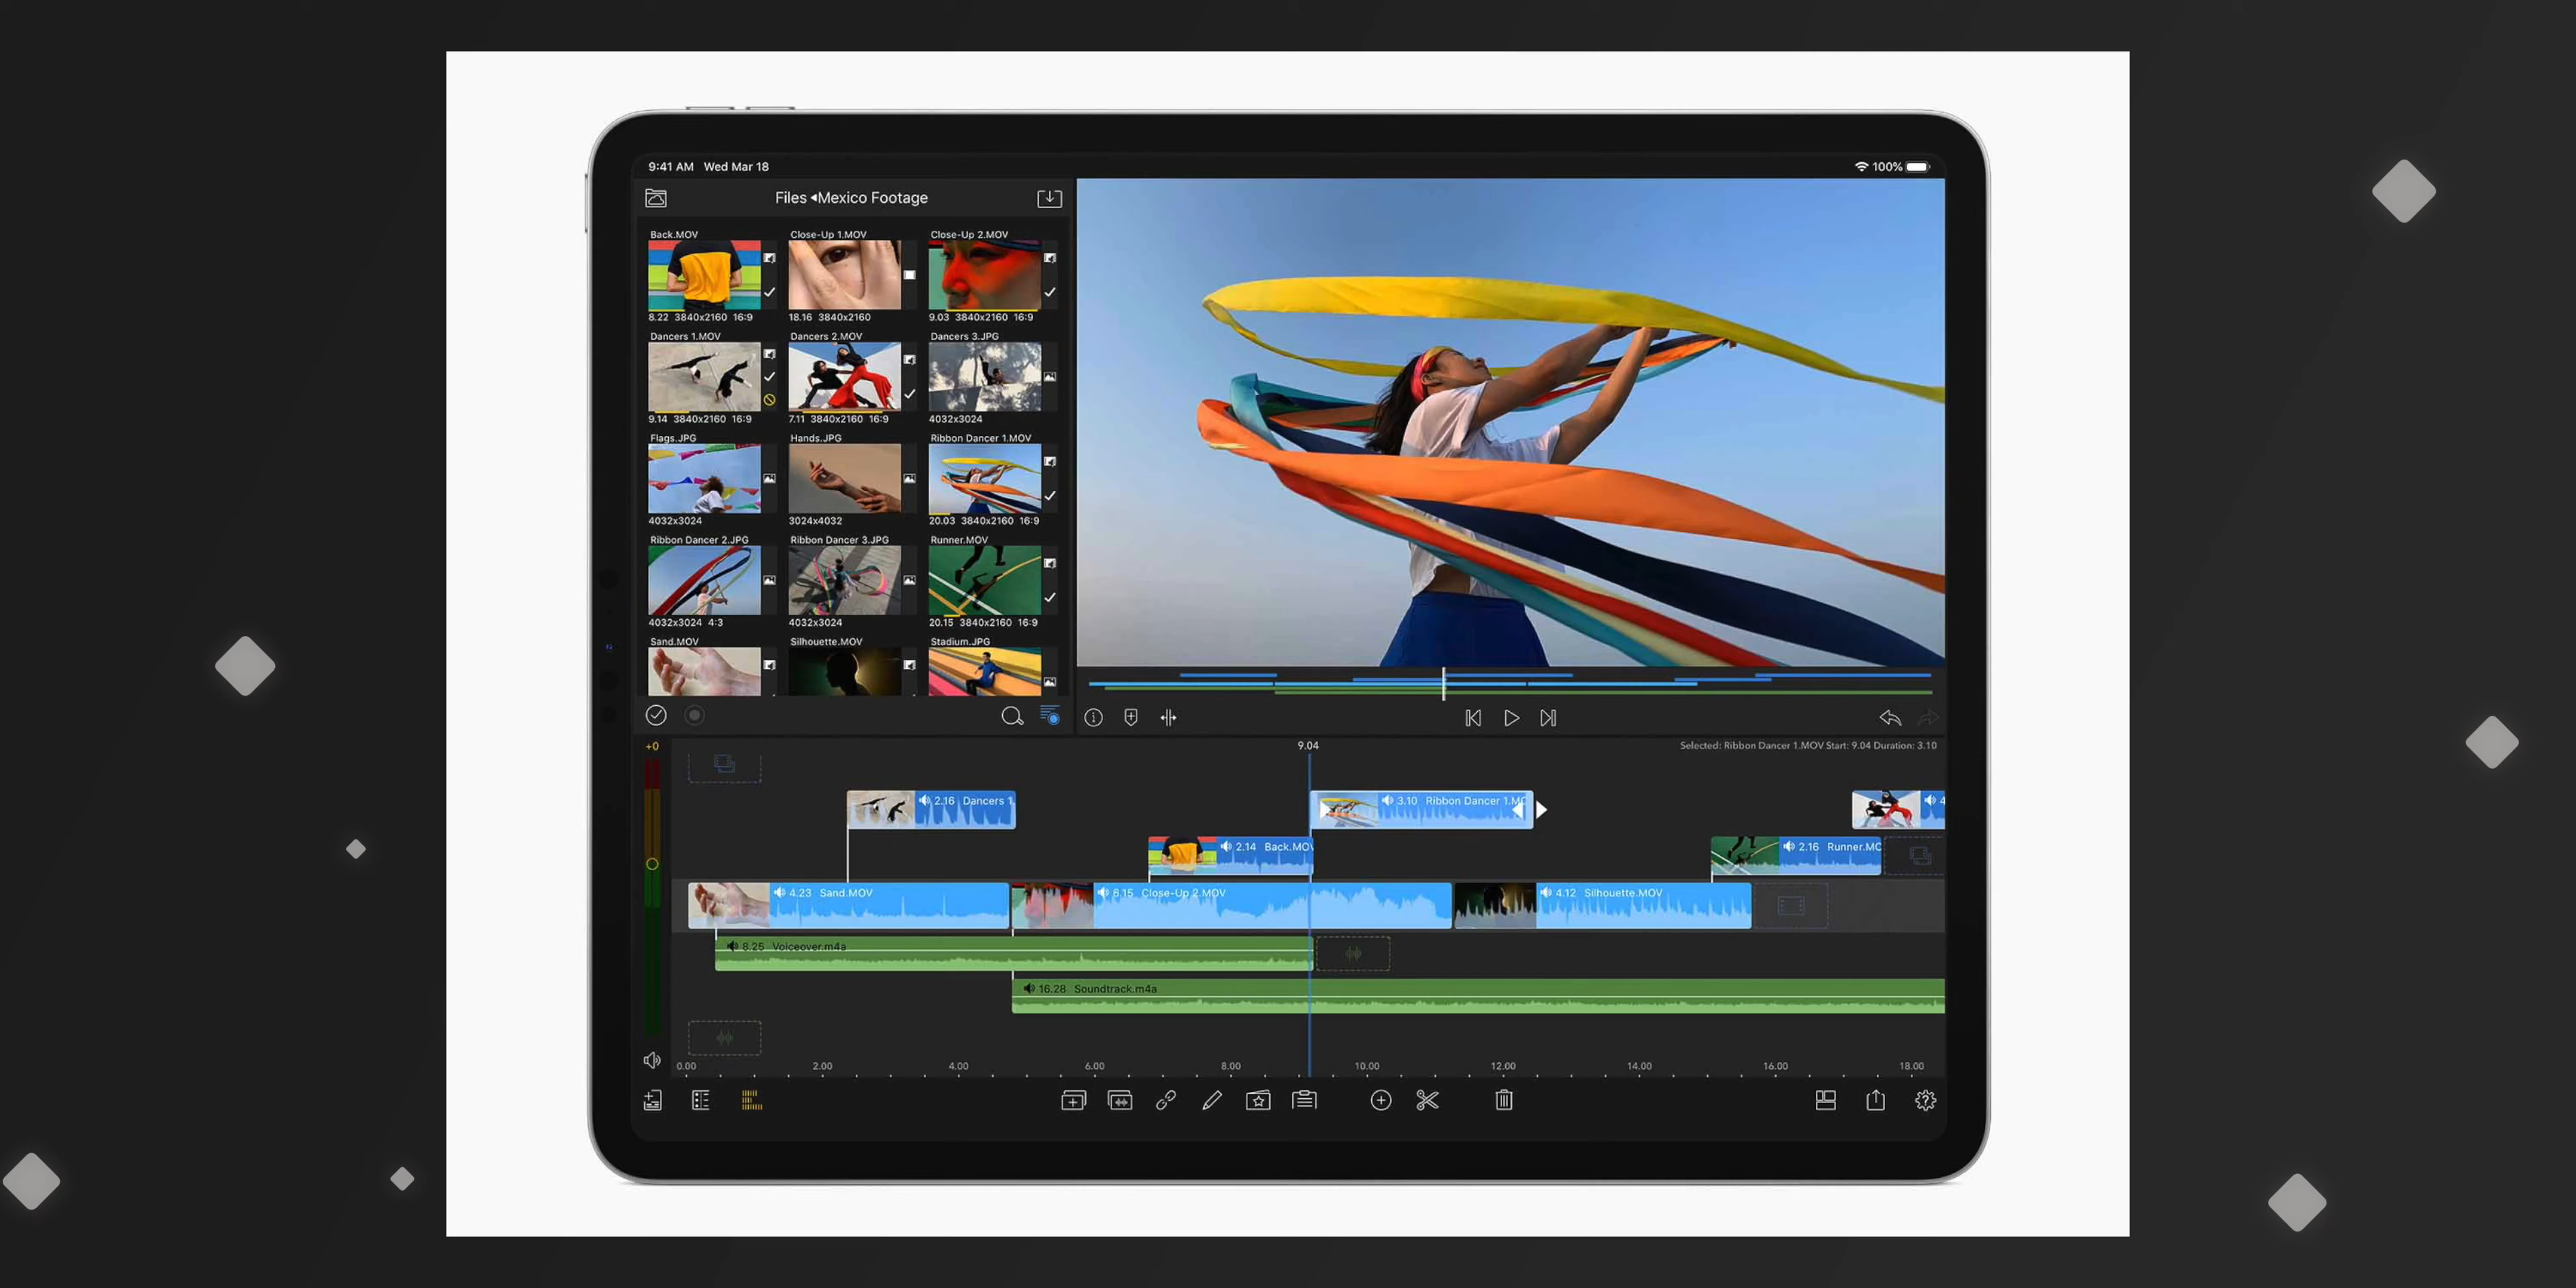 9:41 AM Wed Mar 18
100%
Files ◂Mexico Footage
Back.MOV Close-Up 1.MOV Close-Up 2.MOV
8.22 3840x2160 16:9 18.16 3840x2160 9.03 3840x2160 16:9
Dancers 1.MOV Dancers 2.MOV Dancers 3.JPG
9.14 3840x2160 16:9 7.11 3840x2160 16:9 4032x3024
Flags.JPG Hands.JPG Ribbon Dancer 1.MOV
4032x3024 3024x4032 20.03 3840x2160 16:9
Ribbon Dancer 2.JPG Ribbon Dancer 3.JPG Runner.MOV
4032x3024 4:3 4032x3024 20.15 3840x2160 16:9
Sand.MOV Silhouette.MOV Stadium.JPG
+0 9.04 Selected: Ribbon Dancer 1.MOV Start: 9.04 Duration: 3.10
2.16 Dancers 1. 3.10 Ribbon Dancer 1.MO 4
2.14 Back.MOV 2.16 Runner.MO
4.23 Sand.MOV 6.15 Close-Up 2.MOV 4.12 Silhouette.MOV
8.25 Voiceover.m4a
16.28 Soundtrack.m4a
0.00 2.00 4.00 6.00 8.00 10.00 12.00 14.00 16.00 18.00